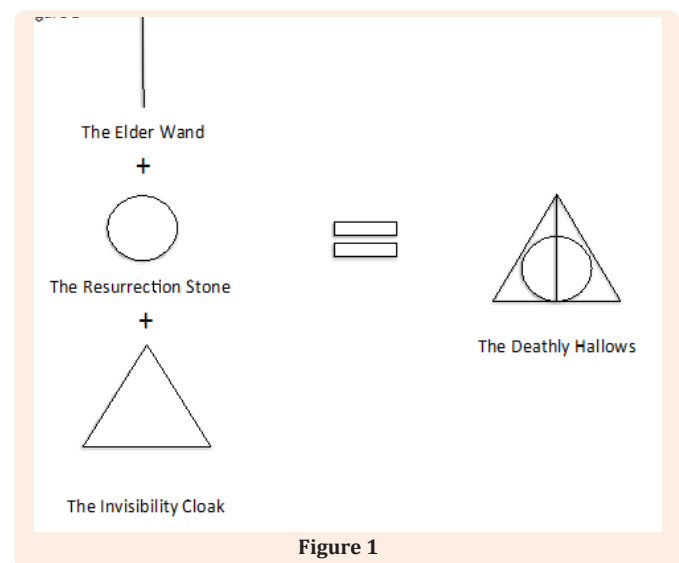 The Elder Wand
+
The Resurrection Stone
+
The Invisibility Cloak
=
The Deathly Hallows
Figure 1